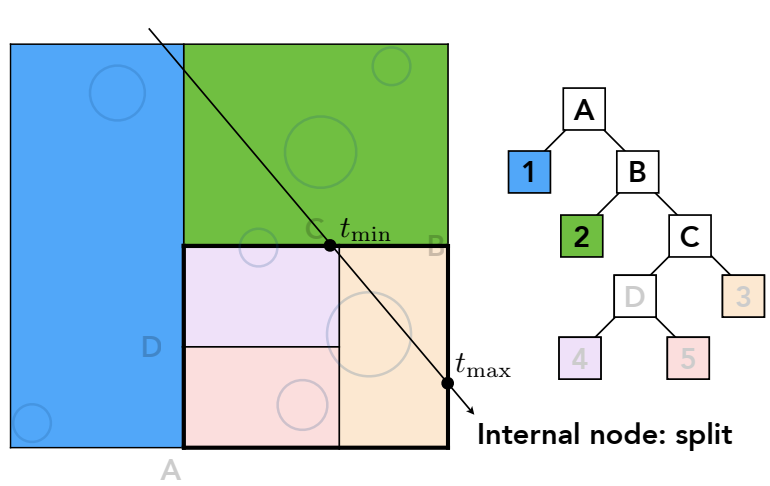 A
1
B
2
C
C
t_min
B
D
3
D
4
5
t_max
Internal node: split
A